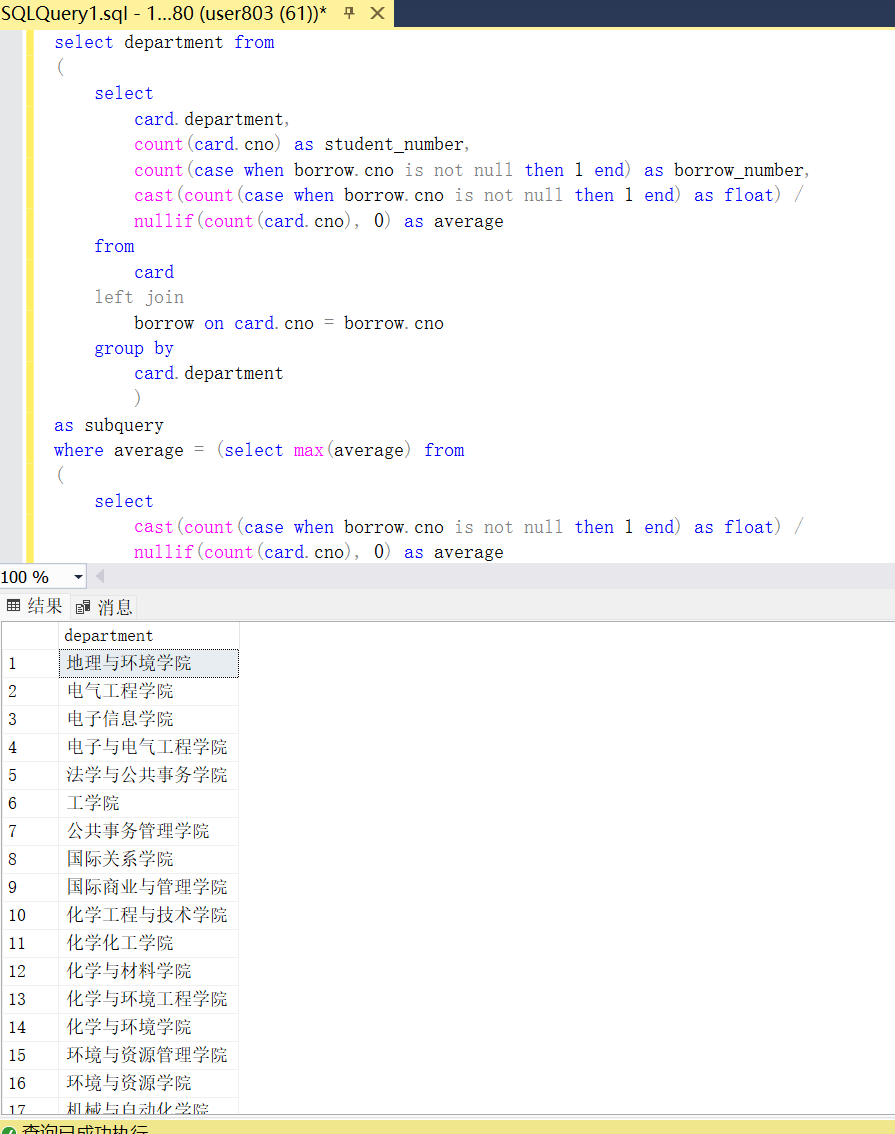 SQLQuery1.sql - 1...80 (user803 (61))*
select department from
(
select
card.department,
count(card.cno) as student_number,
count(case when borrow.cno is not null then 1 end) as borrow_number,
cast(count(case when borrow.cno is not null then 1 end) as float) /
nullif(count(card.cno), 0) as average
from
card
left join
borrow on card.cno = borrow.cno
group by
card.department
)
as subquery
where average = (select max(average) from
(
select
cast(count(case when borrow.cno is not null then 1 end) as float) /
nullif(count(card.cno), 0) as average
100 %
结果 消息
department
1 地理与环境学院
2 电气工程学院
3 电子信息学院
4 电子与电气工程学院
5 法学与公共事务学院
6 工学院
7 公共事务管理学院
8 国际关系学院
9 国际商业与管理学院
10 化学工程与技术学院
11 化学化工学院
12 化学与材料学院
13 化学与环境工程学院
14 化学与环境学院
15 环境与资源管理学院
16 环境与资源学院
17 机械与自动化学院
查询已成功执行